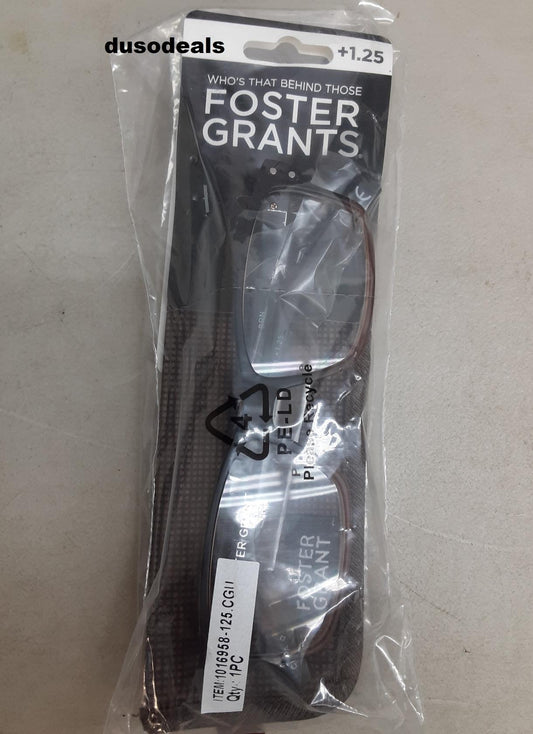 dusodeals
+1.25
WHO'S THAT BEHIND THOSE
FOSTER
GRANTS
4
PE-LD
Please Recycle
FOSTER
GRANT
ITEM:1016958-125.CGU
Qty.: 1PC